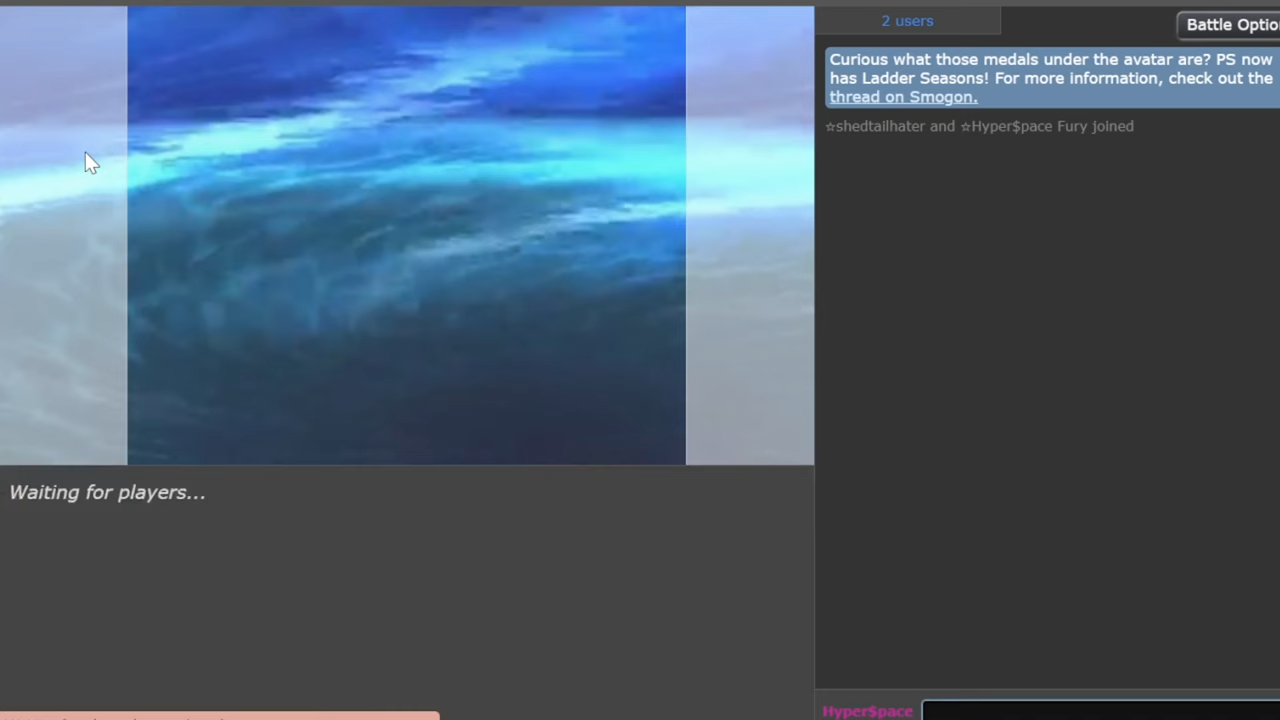 2 users
Battle Optio
Curious what those medals under the avatar are? PS now
has Ladder Seasons! For more information, check out the
thread on Smogon.
☆shedtailhater and ☆Hyper$pace Fury joined
Waiting for players...
Hyper$pace